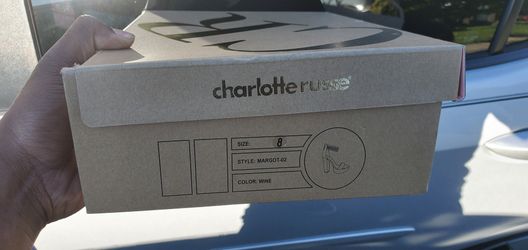 charlotte russe
SIZE: 8
STYLE: MARGOT-02
COLOR: WINE